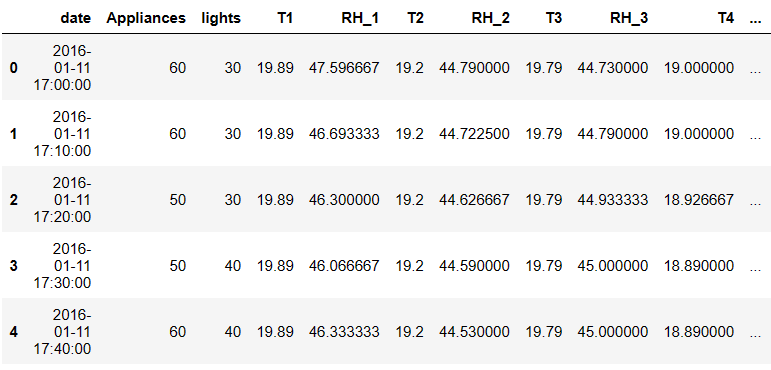 date Appliances lights T1 RH_1 T2 RH_2 T3 RH_3 T4 ...
0 2016-01-11 17:00:00 60 30 19.89 47.596667 19.2 44.790000 19.79 44.730000 19.000000 ...
1 2016-01-11 17:10:00 60 30 19.89 46.693333 19.2 44.722500 19.79 44.790000 19.000000 ...
2 2016-01-11 17:20:00 50 30 19.89 46.300000 19.2 44.626667 19.79 44.933333 18.926667 ...
3 2016-01-11 17:30:00 50 40 19.89 46.066667 19.2 44.590000 19.79 45.000000 18.890000 ...
4 2016-01-11 17:40:00 60 40 19.89 46.333333 19.2 44.530000 19.79 45.000000 18.890000 ...